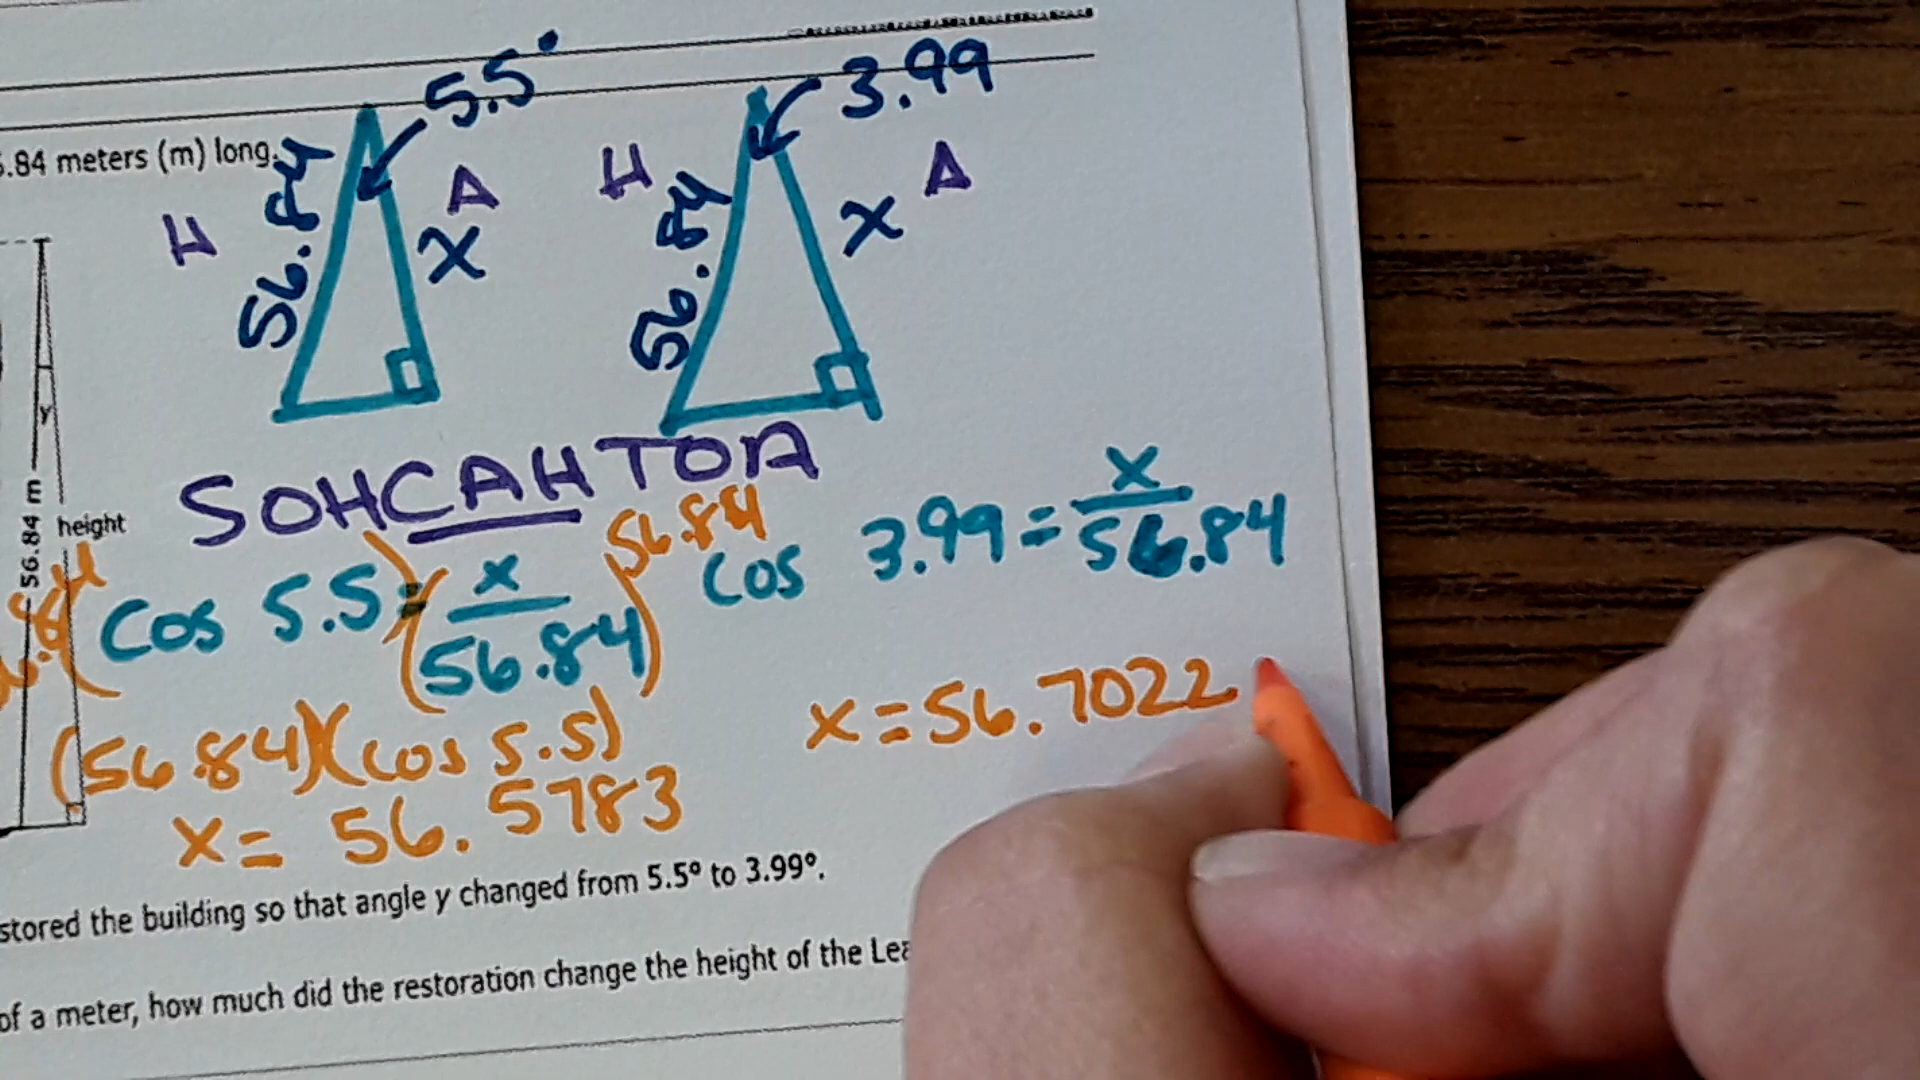 5.5°
3.99
.84 meters (m) long.
H
56.84
A
x
H
56.84
A
x
y
56.84 m
height
SOHCAHTOA
56.84
cos 5.5 = x
56.84
cos 3.99 = x
56.84
(56.84)(cos 5.5)
x = 56.5783
x = 56.7022
stored the building so that angle y changed from 5.5° to 3.99°.
of a meter, how much did the restoration change the height of the